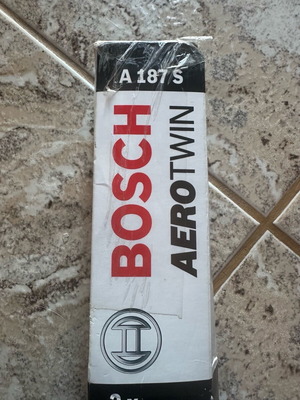 A 187 S
BOSCH
AEROTWIN